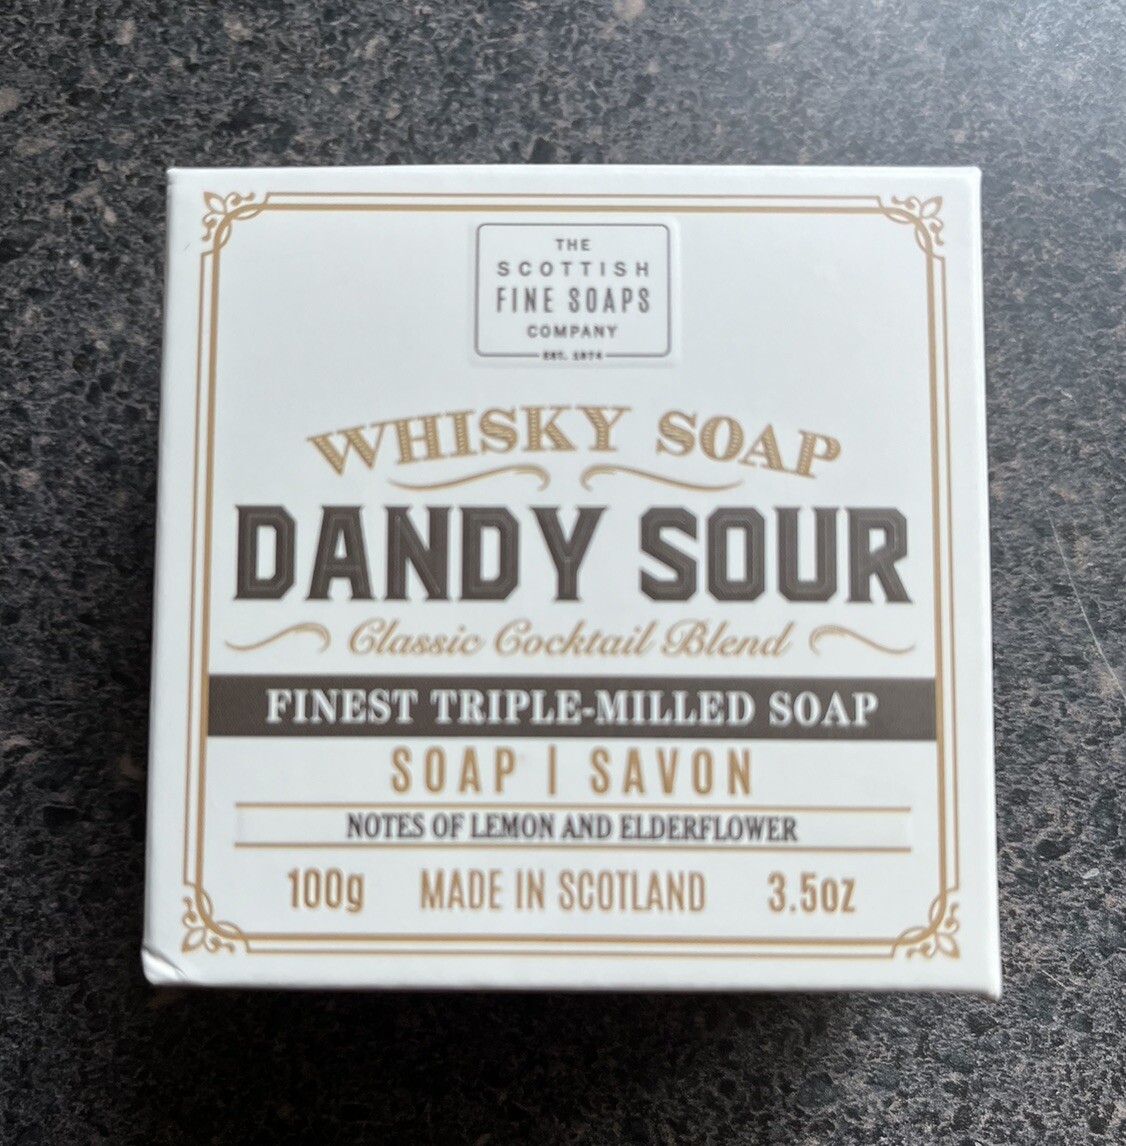 THE
SCOTTISH
FINE SOAPS
COMPANY
EST. 1974
WHISKY SOAP
DANDY SOUR
Classic Cocktail Blend
FINEST TRIPLE-MILLED SOAP
SOAP | SAVON
NOTES OF LEMON AND ELDERFLOWER
100g MADE IN SCOTLAND 3.5oz